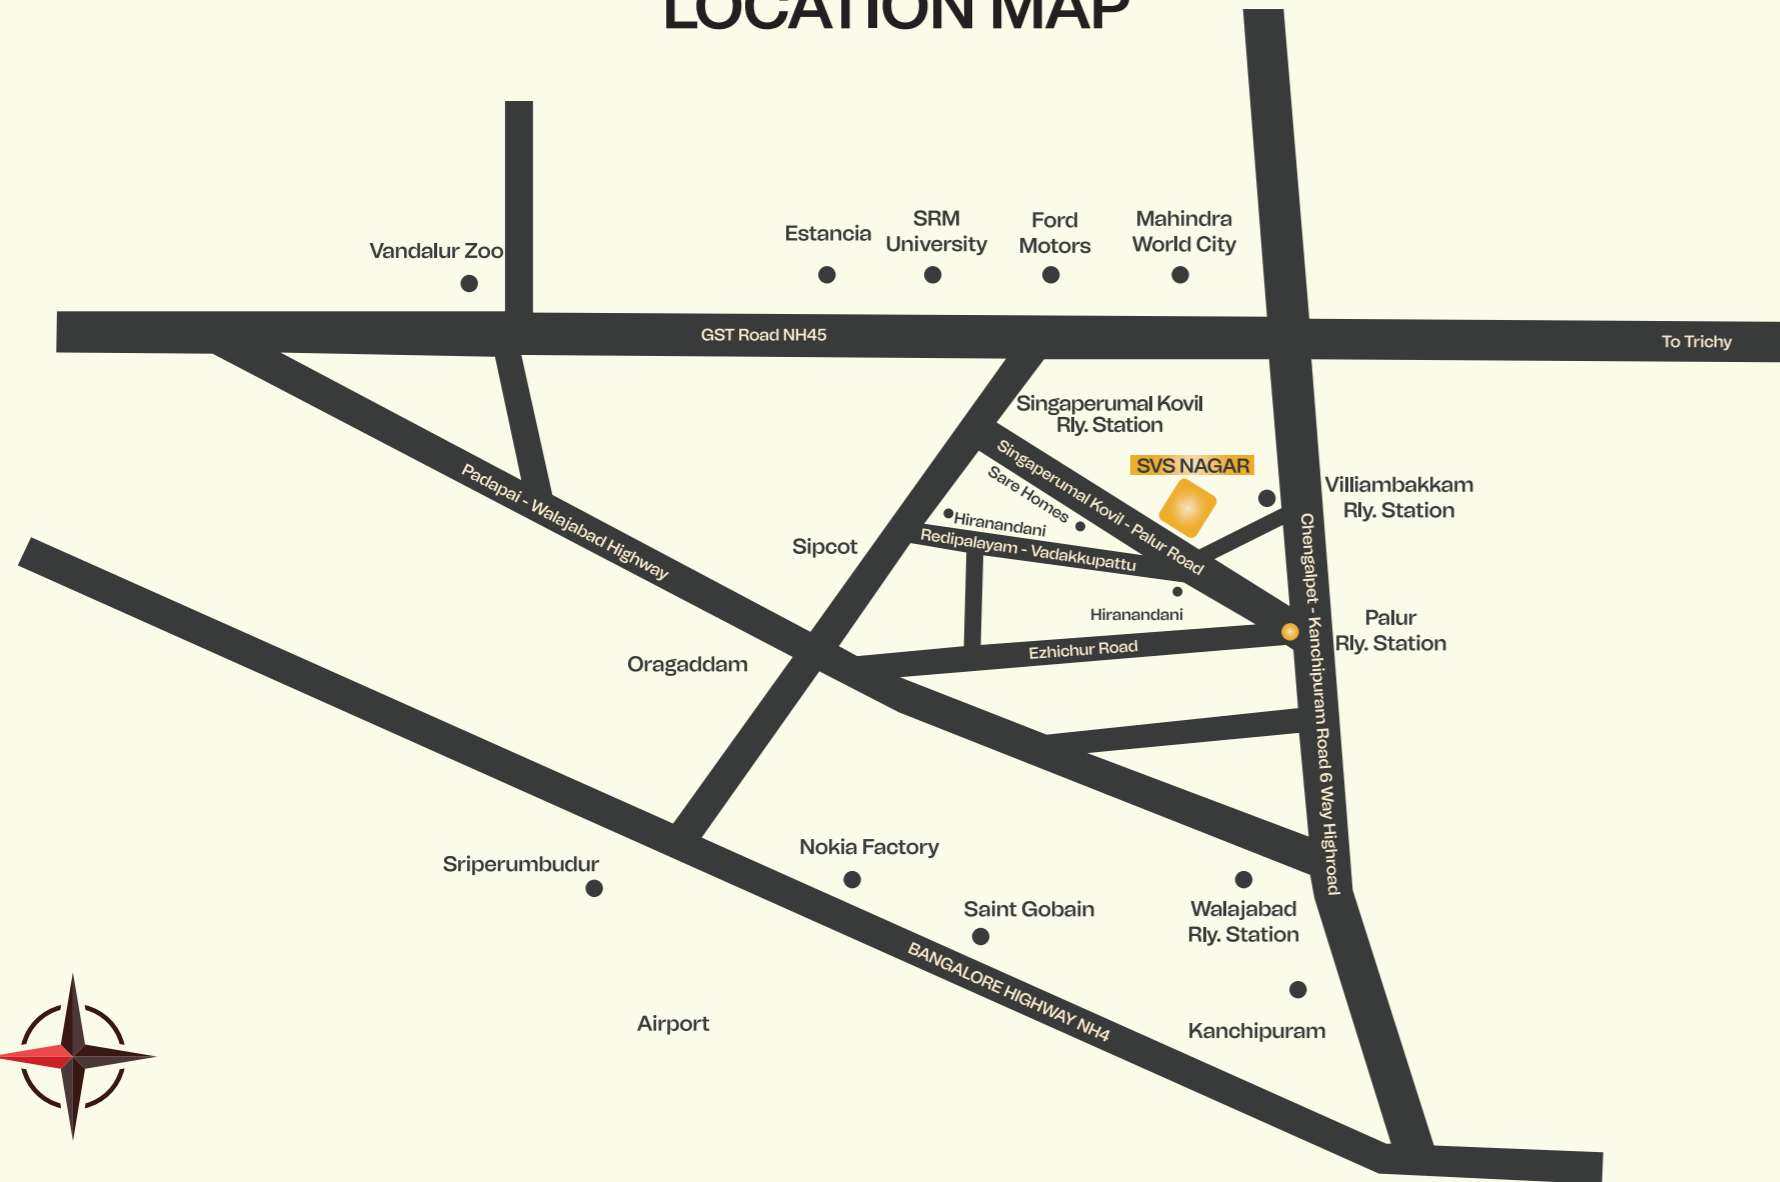 LOCATION MAP
SRM
University
Ford
Motors
Mahindra
World City
Estancia
Vandalur Zoo
GST Road NH45
To Trichy
Singaperumal Kovil
Rly. Station
SVS NAGAR
Singaperumal Kovil - Palur Road
Sare Homes
Hiranandani
Redipalayam - Vadakkupattu
Villiambakkam
Rly. Station
Padapai - Walajabad Highway
Sipcot
Chengalpet - Kanchipuram Road 6 Way Highroad
Hiranandani
Palur
Rly. Station
Ezhichur Road
Oragaddam
Nokia Factory
Sriperumbudur
Saint Gobain
Walajabad
Rly. Station
BANGALORE HIGHWAY NH4
Airport
Kanchipuram